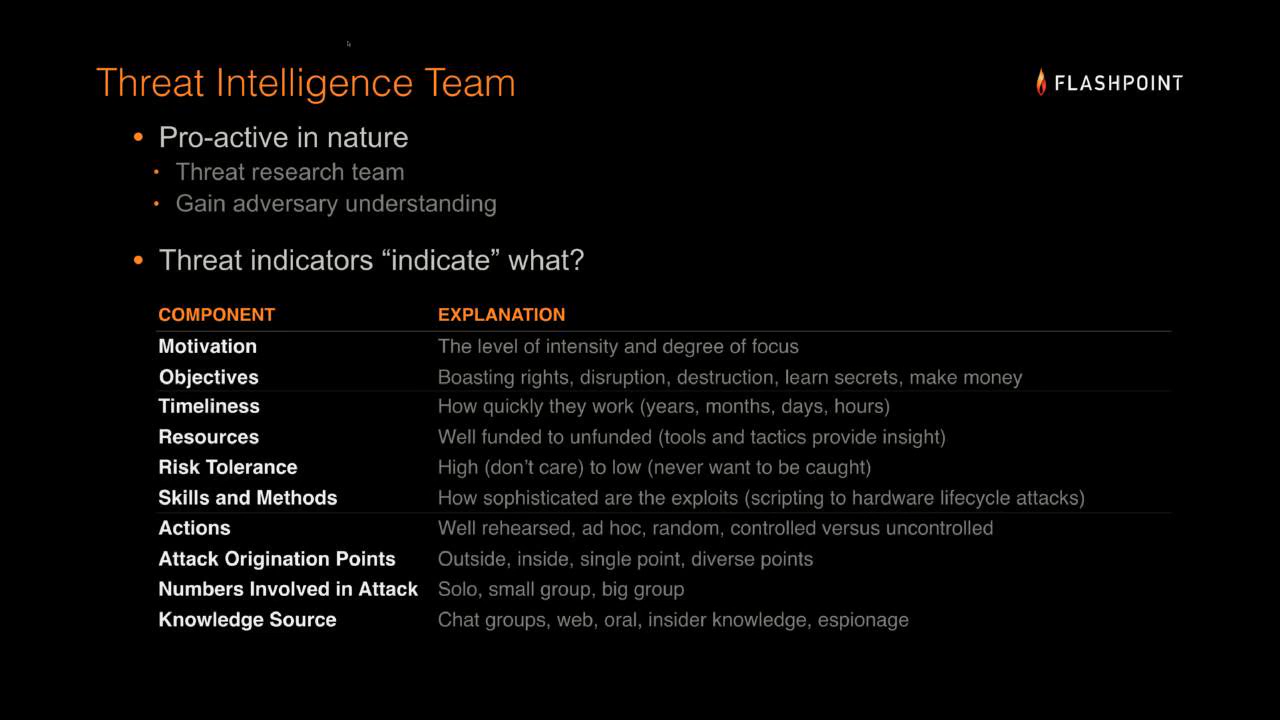 Threat Intelligence Team
FLASHPOINT
• Pro-active in nature
• Threat research team
• Gain adversary understanding
• Threat indicators “indicate” what?
COMPONENT EXPLANATION
Motivation The level of intensity and degree of focus
Objectives Boasting rights, disruption, destruction, learn secrets, make money
Timeliness How quickly they work (years, months, days, hours)
Resources Well funded to unfunded (tools and tactics provide insight)
Risk Tolerance High (don’t care) to low (never want to be caught)
Skills and Methods How sophisticated are the exploits (scripting to hardware lifecycle attacks)
Actions Well rehearsed, ad hoc, random, controlled versus uncontrolled
Attack Origination Points Outside, inside, single point, diverse points
Numbers Involved in Attack Solo, small group, big group
Knowledge Source Chat groups, web, oral, insider knowledge, espionage